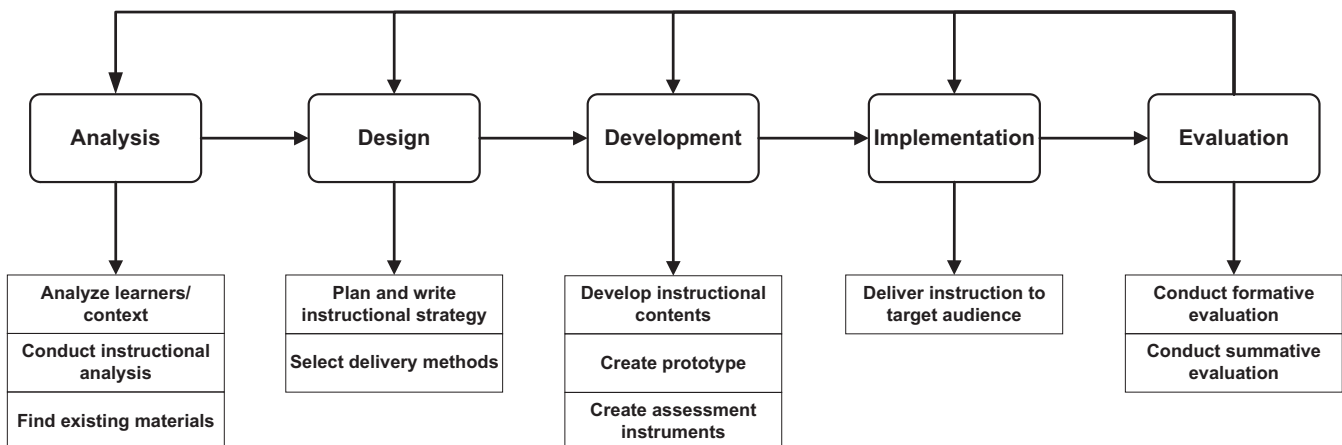 Analysis
Design
Development
Implementation
Evaluation
Analyze learners/
context
Conduct instructional
analysis
Find existing materials
Plan and write
instructional strategy
Select delivery methods
Develop instructional
contents
Create prototype
Create assessment
instruments
Deliver instruction to
target audience
Conduct formative
evaluation
Conduct summative
evaluation